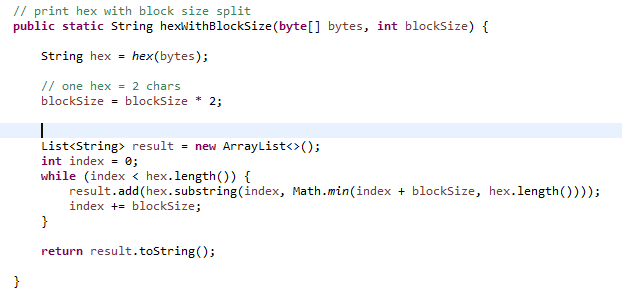 // print hex with block size split
public static String hexWithBlockSize(byte[] bytes, int blockSize) {
String hex = hex(bytes);
// one hex = 2 chars
blockSize = blockSize * 2;
List<String> result = new ArrayList<>();
int index = 0;
while (index < hex.length()) {
result.add(hex.substring(index, Math.min(index + blockSize, hex.length())));
index += blockSize;
}
return result.toString();
}